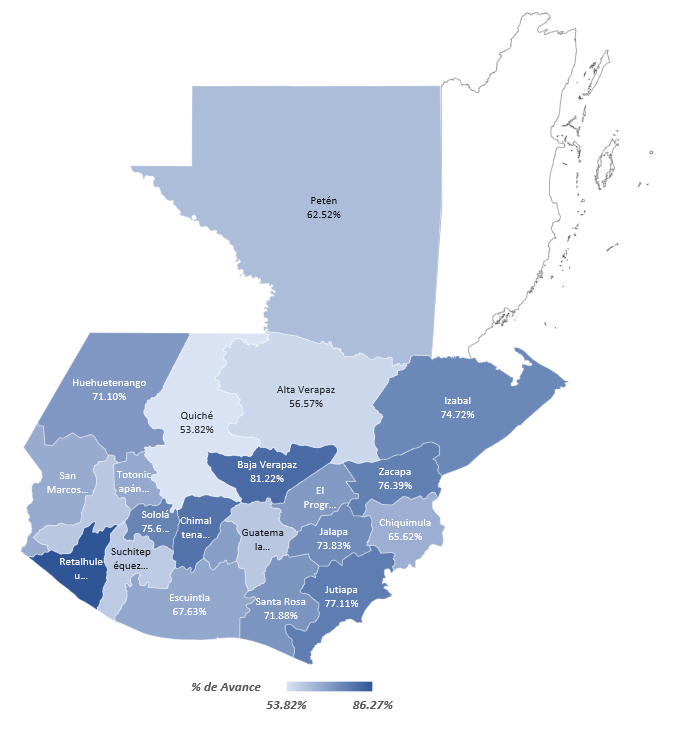 Petén
62.52%
Huehuetenango
71.10%
Alta Verapaz
56.57%
Quiché
53.82%
Izabal
74.72%
Baja Verapaz
81.22%
Zacapa
76.39%
San
Marcos...
Totonic
apán...
El
Progr...
Sololá
75.6...
Chimal
tena...
Guatema
la...
Jalapa
73.83%
Chiquimula
65.62%
Retalhule
u...
Suchitep
équez...
Escuintla
67.63%
Santa Rosa
71.88%
Jutiapa
77.11%
% de Avance
53.82%
86.27%